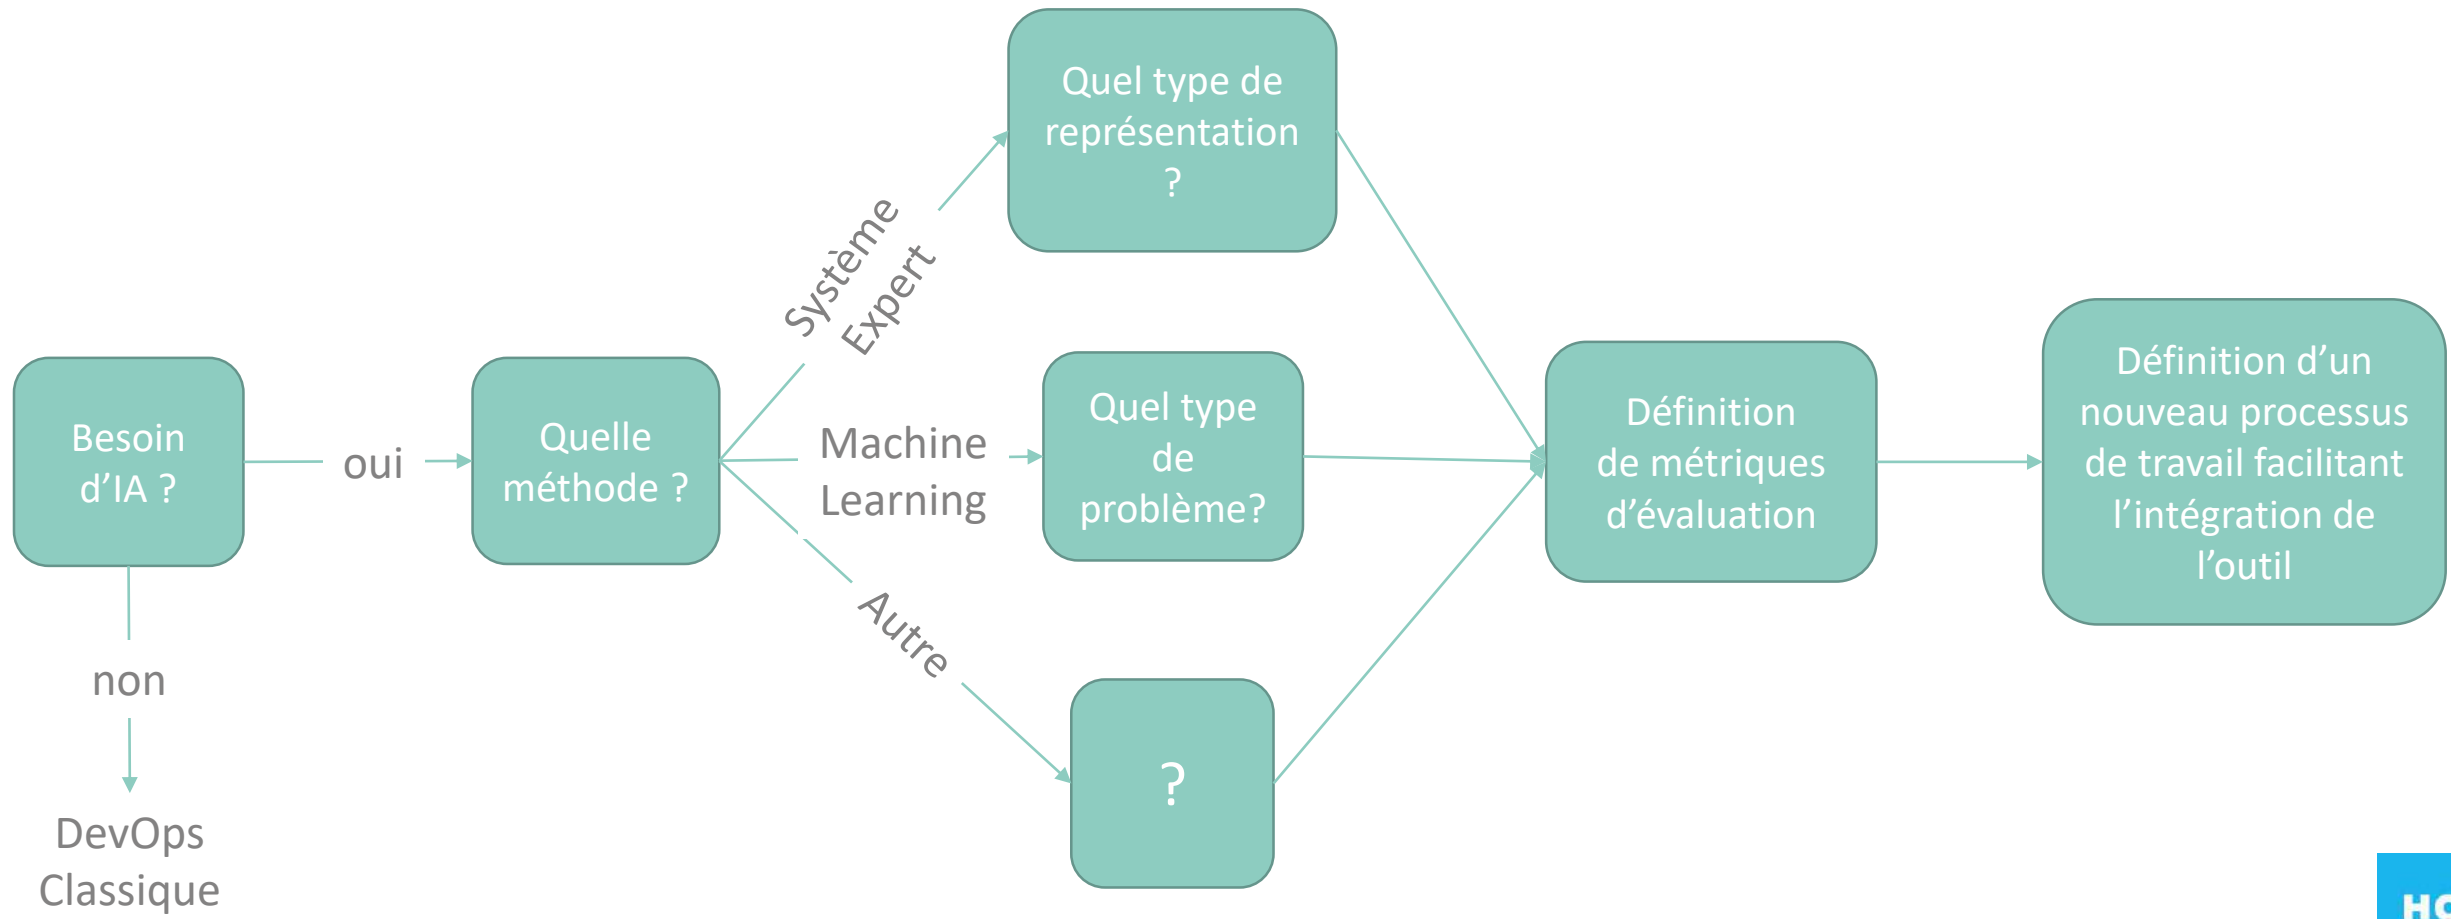 Besoin
d'IA ?
oui
non
DevOps
Classique
Quelle
méthode ?
Système
Expert
Machine
Learning
Autre
Quel type de
représentation
?
Quel type
de
problème?
?
Définition
de métriques
d'évaluation
Définition d'un
nouveau processus
de travail facilitant
l'intégration de
l'outil